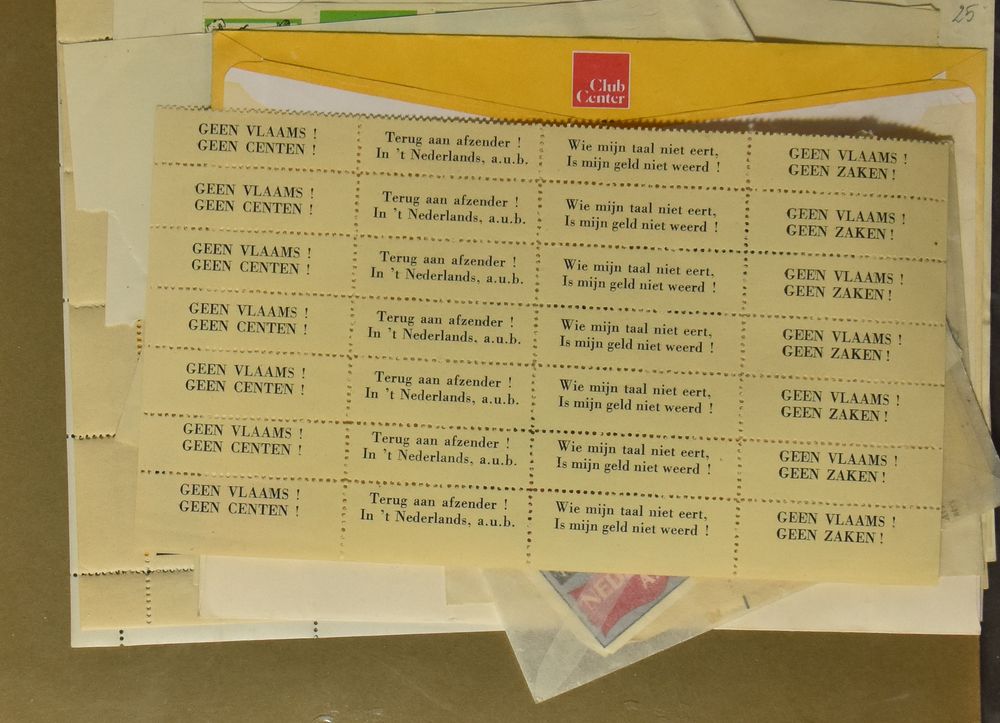 25
Club
Center
GEEN VLAAMS !
GEEN CENTEN !
Terug aan afzender !
In 't Nederlands, a.u.b.
Wie mijn taal niet eert,
Is mijn geld niet weerd !
GEEN VLAAMS !
GEEN ZAKEN !
GEEN VLAAMS !
GEEN CENTEN !
Terug aan afzender !
In 't Nederlands, a.u.b.
Wie mijn taal niet eert,
Is mijn geld niet weerd !
GEEN VLAAMS !
GEEN ZAKEN !
GEEN VLAAMS !
GEEN CENTEN !
Terug aan afzender !
In 't Nederlands, a.u.b.
Wie mijn taal niet eert,
Is mijn geld niet weerd !
GEEN VLAAMS !
GEEN ZAKEN !
GEEN VLAAMS !
GEEN CENTEN !
Terug aan afzender !
In 't Nederlands, a.u.b.
Wie mijn taal niet eert,
Is mijn geld niet weerd !
GEEN VLAAMS !
GEEN ZAKEN !
GEEN VLAAMS !
GEEN CENTEN !
Terug aan afzender !
In 't Nederlands, a.u.b.
Wie mijn taal niet eert,
Is mijn geld niet weerd !
GEEN VLAAMS !
GEEN ZAKEN !
GEEN VLAAMS !
GEEN CENTEN !
Terug aan afzender !
In 't Nederlands, a.u.b.
Wie mijn taal niet eert,
Is mijn geld niet weerd !
GEEN VLAAMS !
GEEN ZAKEN !
GEEN VLAAMS !
GEEN CENTEN !
Terug aan afzender !
In 't Nederlands, a.u.b.
Wie mijn taal niet eert,
Is mijn geld niet weerd !
GEEN VLAAMS !
GEEN ZAKEN !